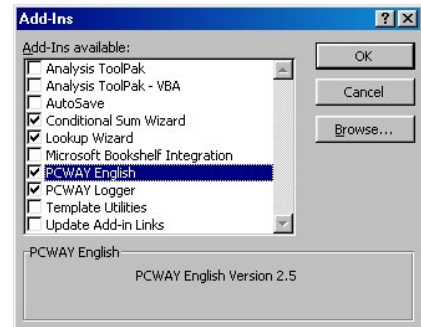 Add-Ins
Add-Ins available:
Analysis ToolPak
Analysis ToolPak - VBA
AutoSave
Conditional Sum Wizard
Lookup Wizard
Microsoft Bookshelf Integration
PCWAY English
PCWAY Logger
Template Utilities
Update Add-in Links
OK
Cancel
Browse...
PCWAY English
PCWAY English Version 2.5